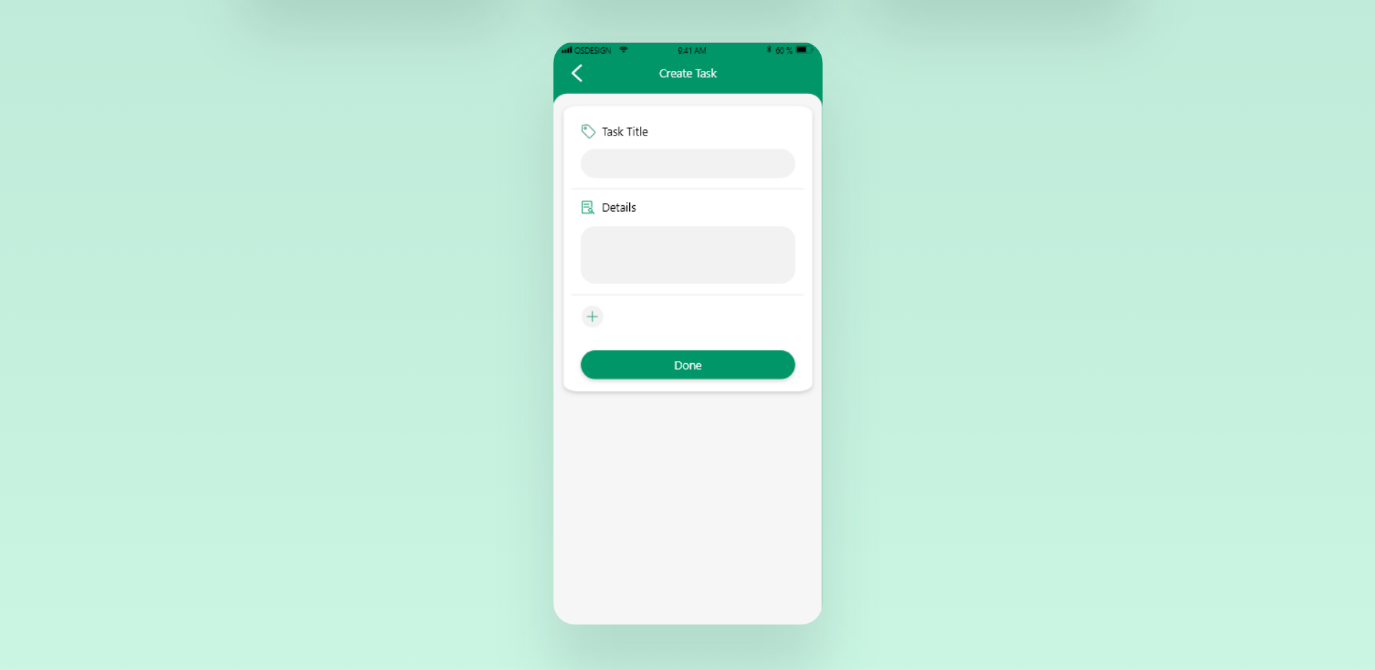 OSDESIGN 9:41 AM 60 %
Create Task
Task Title
Details
Done